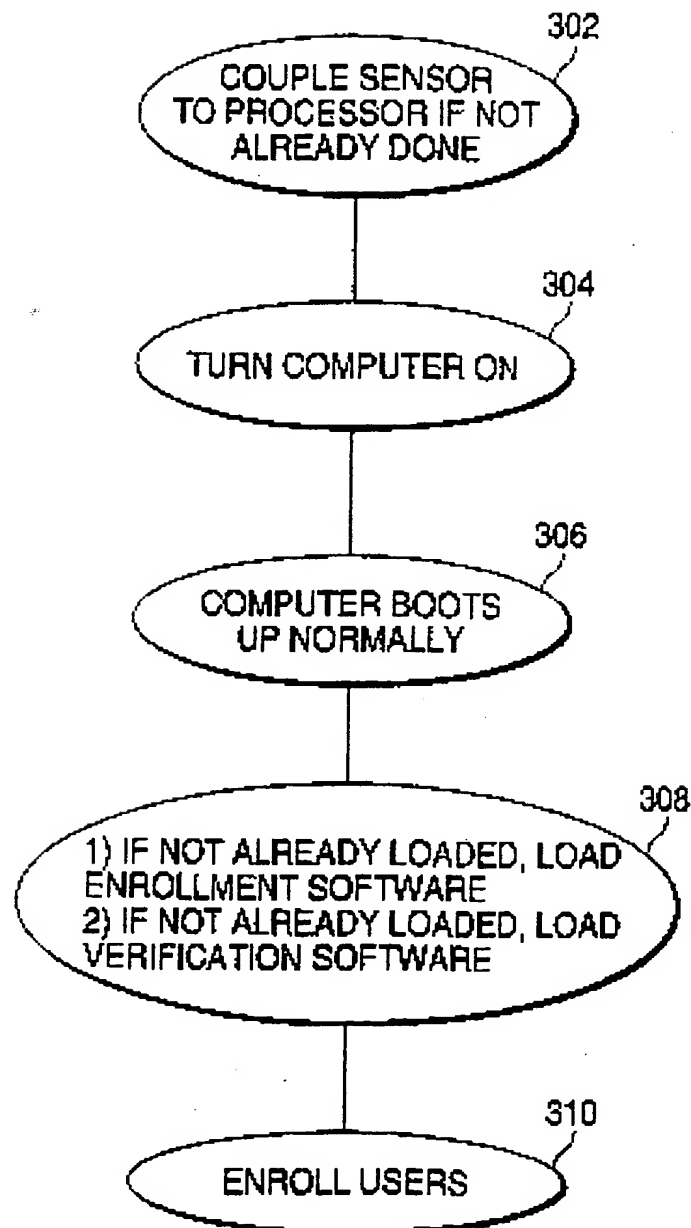 302
COUPLE SENSOR
TO PROCESSOR IF NOT
ALREADY DONE
304
TURN COMPUTER ON
306
COMPUTER BOOTS
UP NORMALLY
308
1) IF NOT ALREADY LOADED, LOAD
ENROLLMENT SOFTWARE
2) IF NOT ALREADY LOADED, LOAD
VERIFICATION SOFTWARE
310
ENROLL USERS